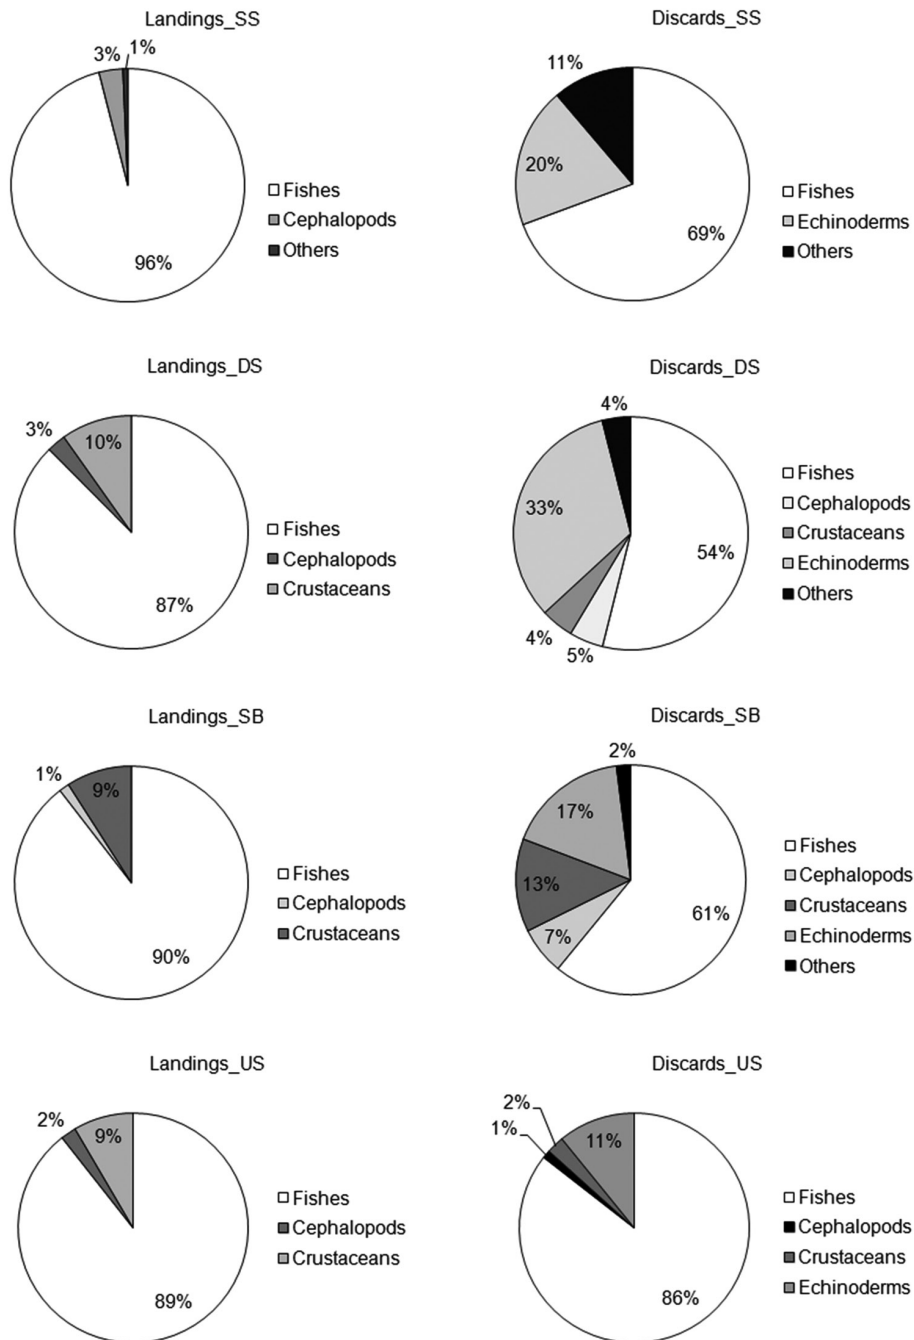 Landings_SS
3%
1%
96%
Fishes
Cephalopods
Others
Discards_SS
11%
20%
69%
Fishes
Echinoderms
Others
Landings_DS
3%
10%
87%
Fishes
Cephalopods
Crustaceans
Discards_DS
4%
33%
54%
4%
5%
Fishes
Cephalopods
Crustaceans
Echinoderms
Others
Landings_SB
1%
9%
90%
Fishes
Cephalopods
Crustaceans
Discards_SB
2%
17%
13%
7%
61%
Fishes
Cephalopods
Crustaceans
Echinoderms
Others
Landings_US
2%
9%
89%
Fishes
Cephalopods
Crustaceans
Discards_US
2%
1%
11%
86%
Fishes
Cephalopods
Crustaceans
Echinoderms